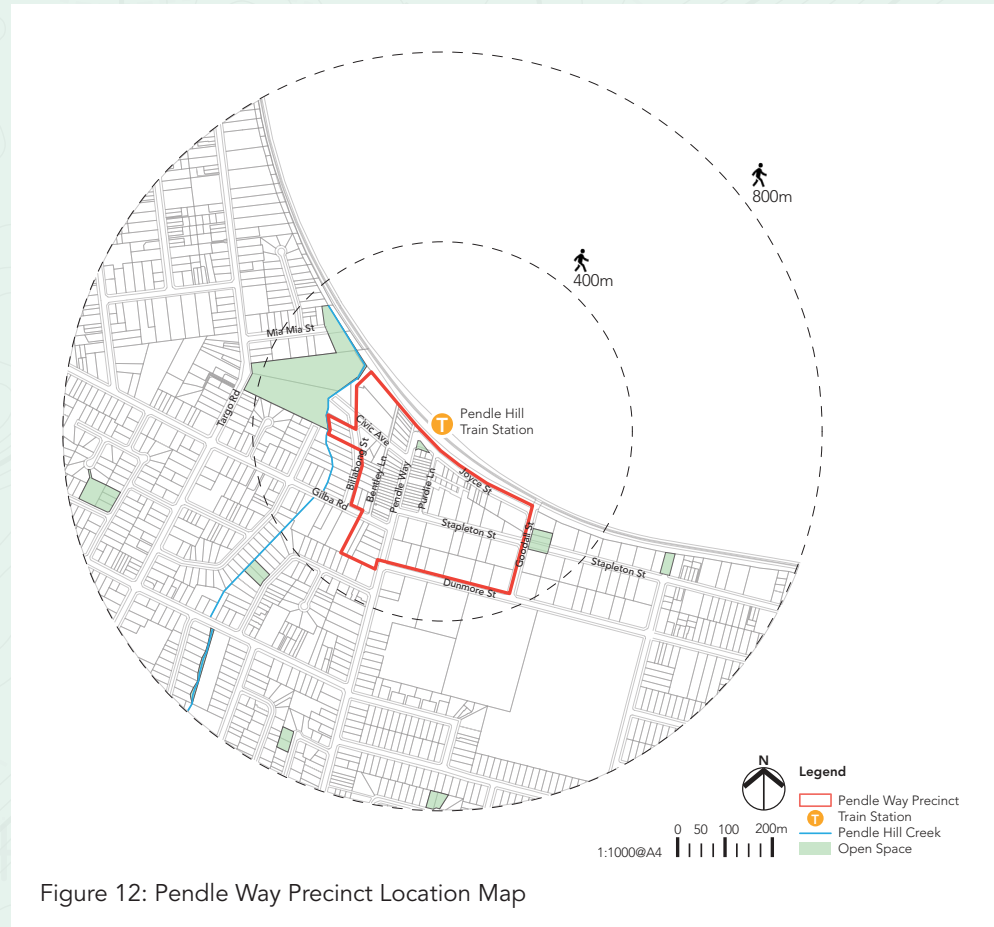 800m
400m
Mia Mia St
Targo Rd
Pendle Hill
Train Station
Civic Ave
Billabong St
Bentley Ln
Pendle Way
Purdie Ln
Joyce St
Gilba Rd
Stapleton St
Goodall St
Stapleton St
Dunmore St
N
Legend
Pendle Way Precinct
T Train Station
Pendle Hill Creek
Open Space
0 50 100 200m
1:1000@A4
T
Figure 12: Pendle Way Precinct Location Map